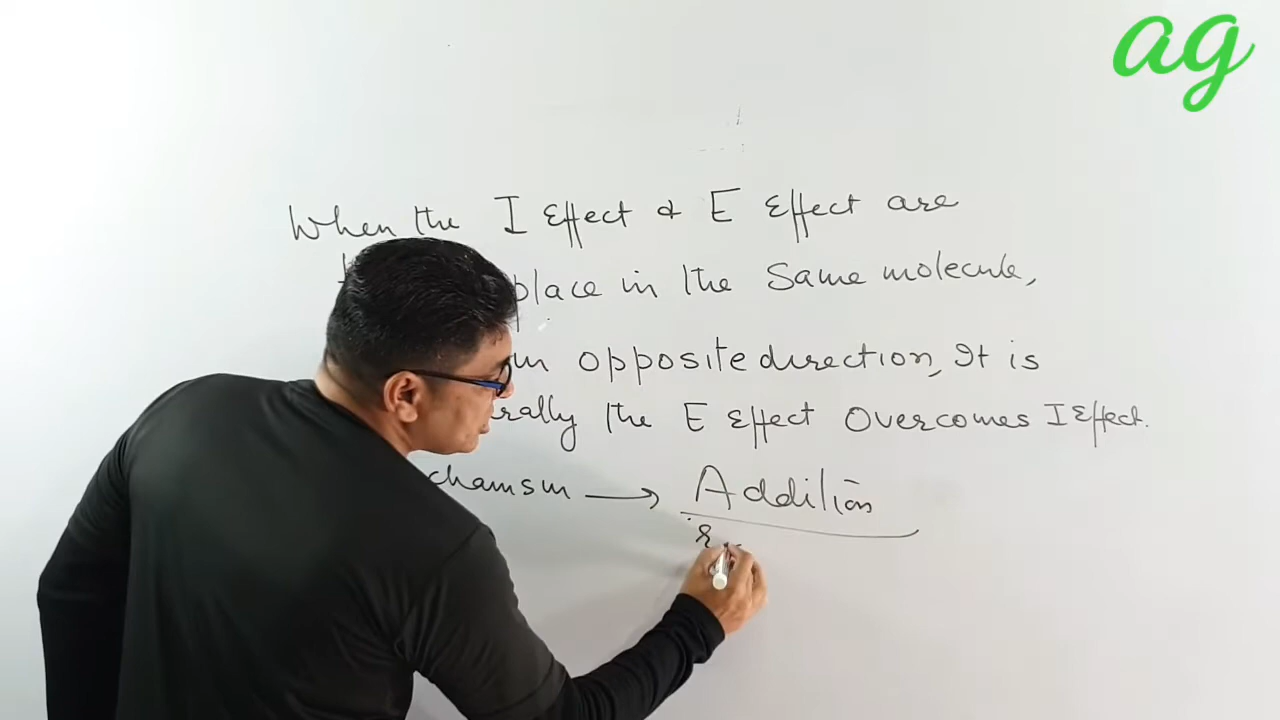 ag
When the I Effect & E Effect are
place in the Same molecule,
opposite direction, It is
the E Effect Overcomes I Effect.
Addition